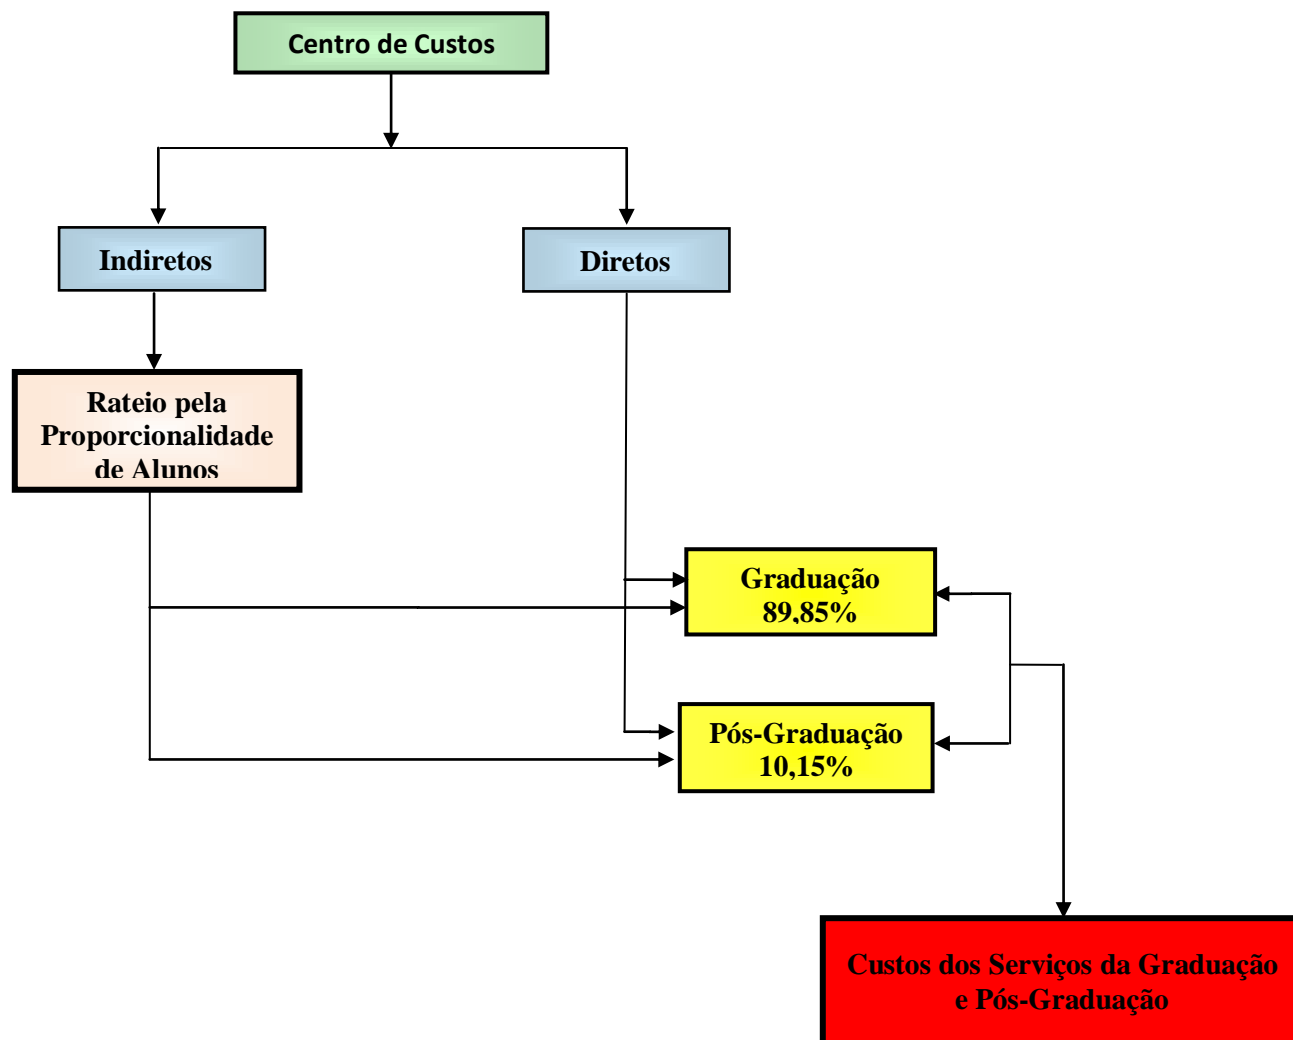 Centro de Custos
Indiretos
Diretos
Rateio pela
Proporcionalidade
de Alunos
Graduação
89,85%
Pós-Graduação
10,15%
Custos dos Serviços da Graduação
e Pós-Graduação